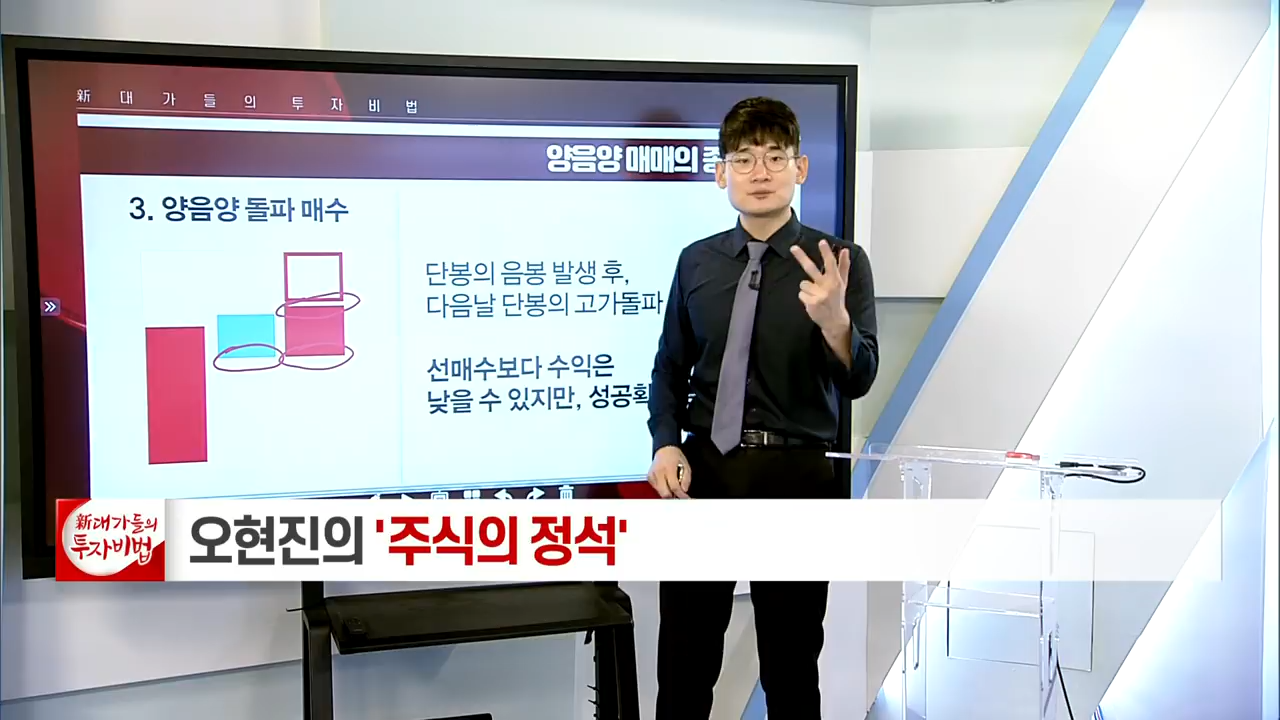 新 대 가 들 의 투 자 비 법
양음양 매매의
3. 양음양 돌파 매수
단봉의 음봉 발생 후,
다음날 단봉의 고가돌파
선매수보다 수익은
낮을 수 있지만, 성공확
新대가들의
투자비법
오현진의 '주식의 정석'